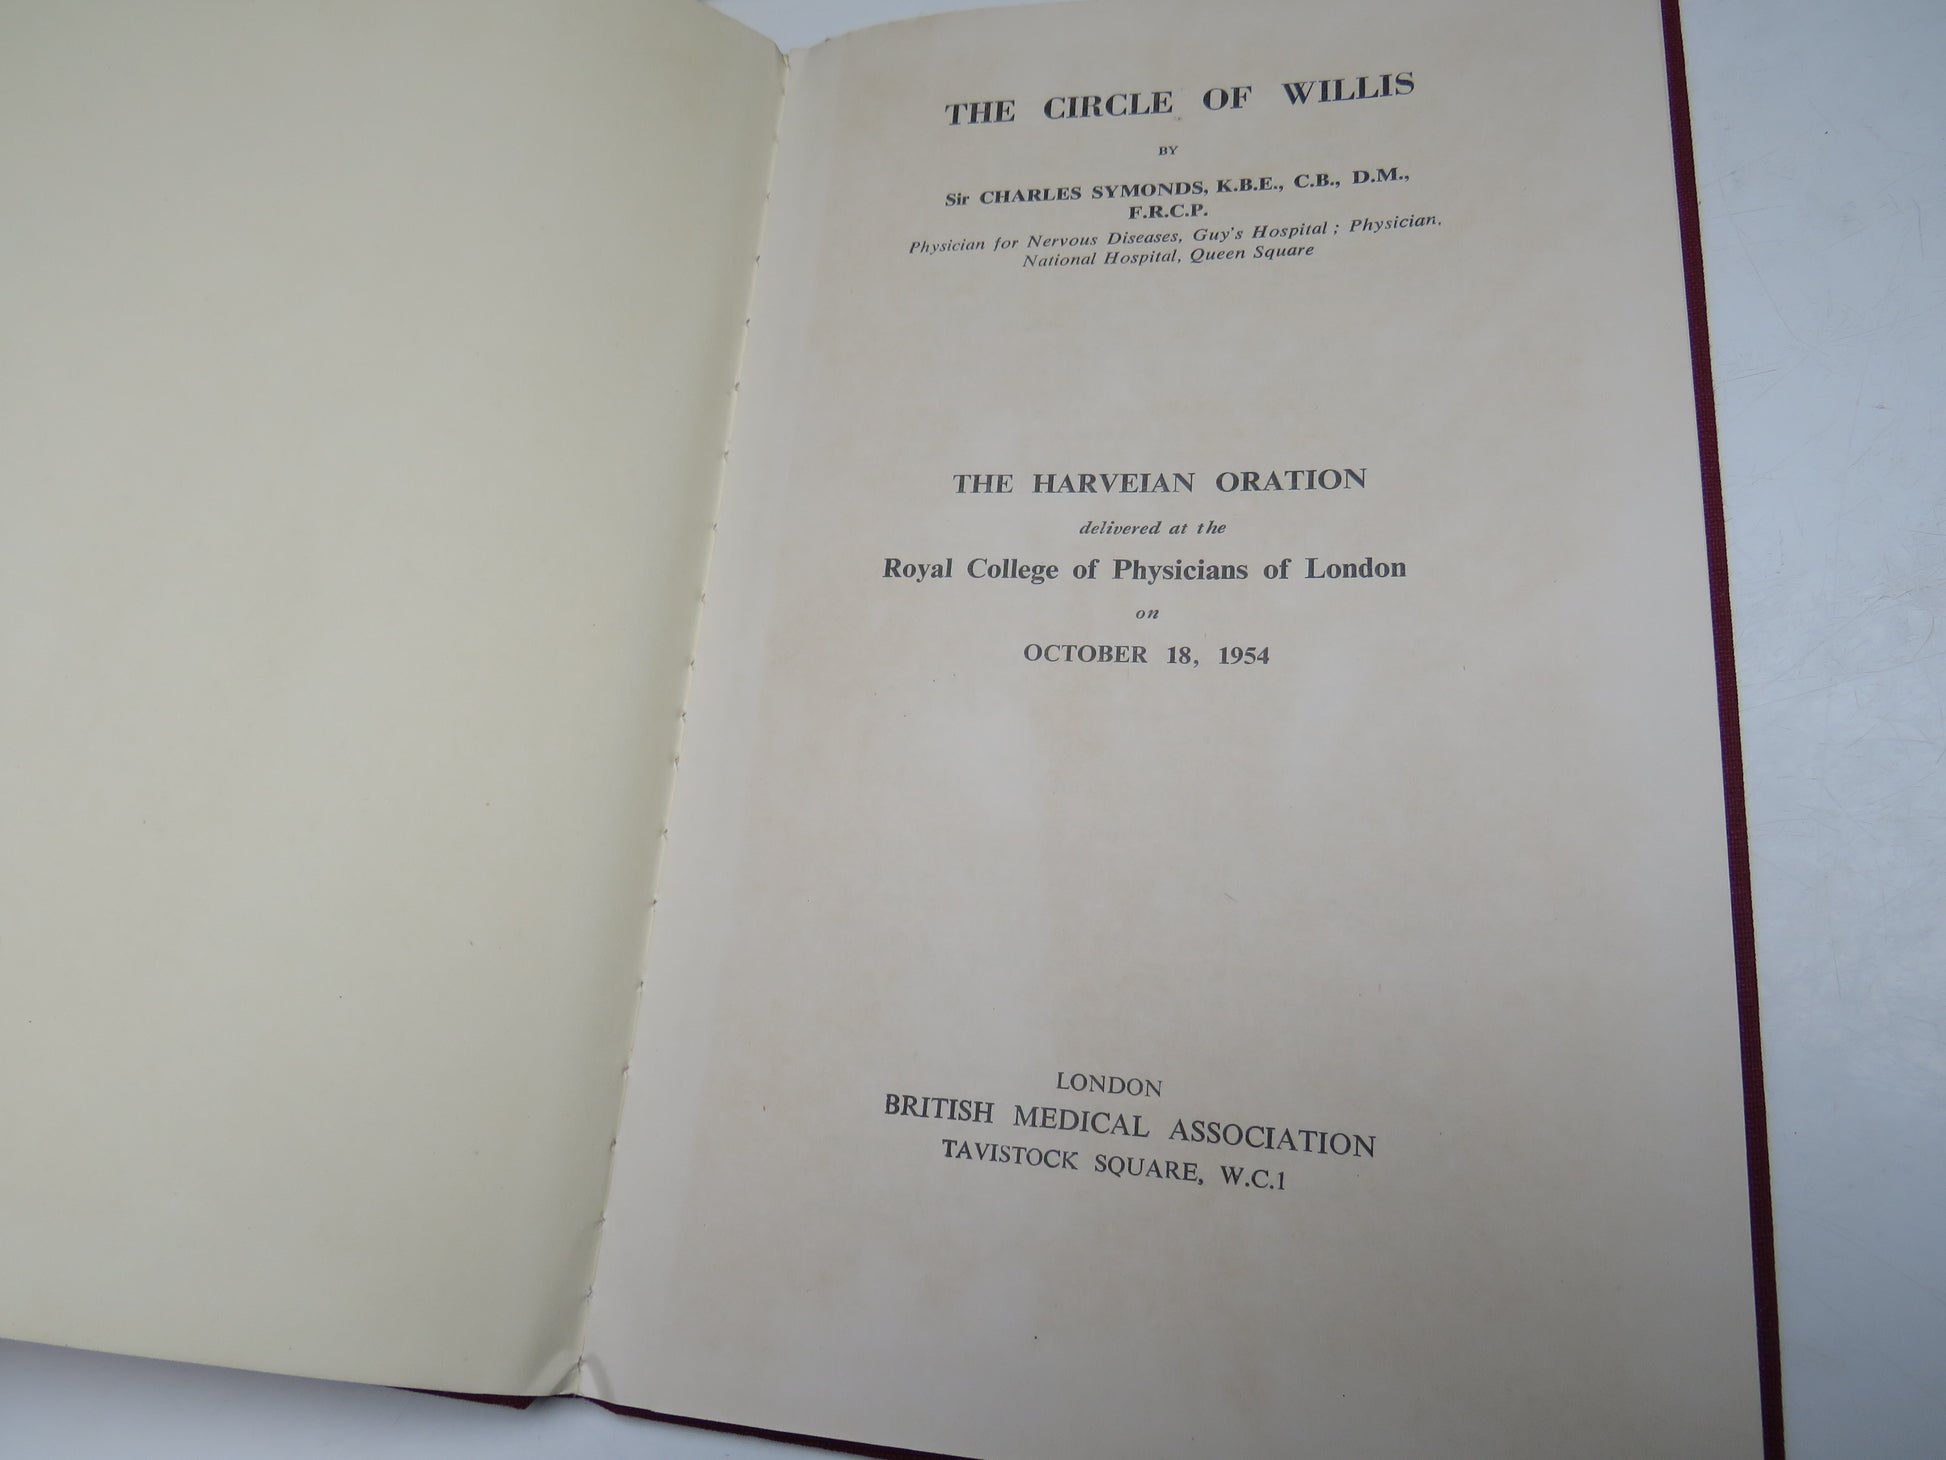 THE CIRCLE OF WILLIS
BY
Sir CHARLES SYMONDS, K.B.E., C.B., D.M.,
F.R.C.P.
Physician for Nervous Diseases, Guy's Hospital; Physician,
National Hospital, Queen Square
THE HARVEIAN ORATION
delivered at the
Royal College of Physicians of London
on
OCTOBER 18, 1954
LONDON
BRITISH MEDICAL ASSOCIATION
TAVISTOCK SQUARE, W.C.1